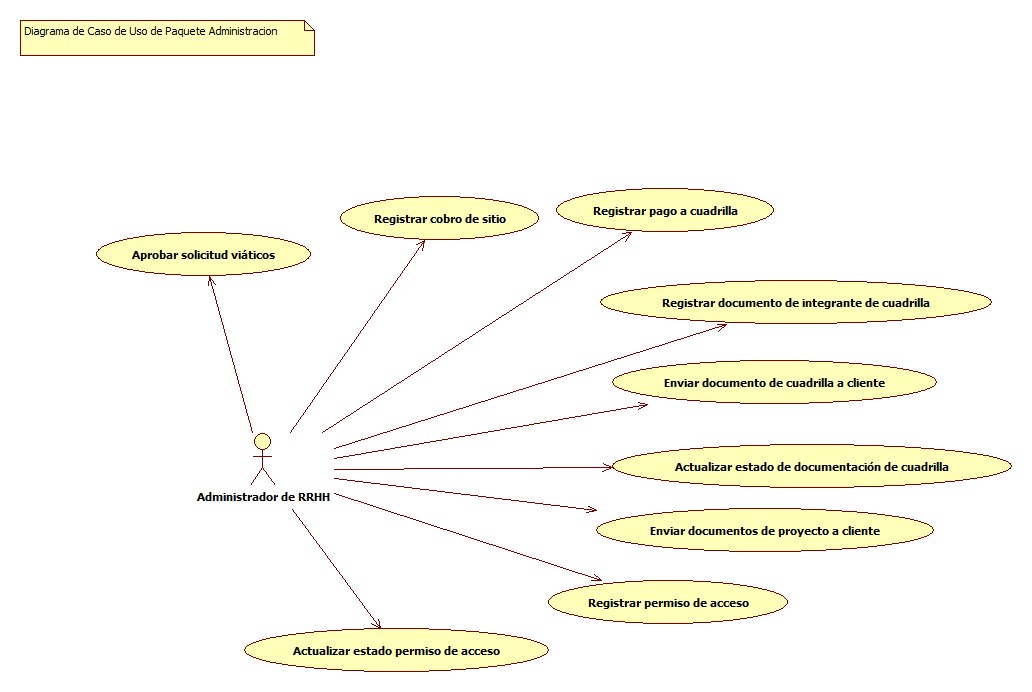 Diagrama de Caso de Uso de Paquete Administracion
Registrar pago a cuadrilla
Registrar cobro de sitio
Aprobar solicitud viáticos
Registrar documento de integrante de cuadrilla
Enviar documento de cuadrilla a cliente
Actualizar estado de documentación de cuadrilla
Administrador de RRHH
Enviar documentos de proyecto a cliente
Registrar permiso de acceso
Actualizar estado permiso de acceso